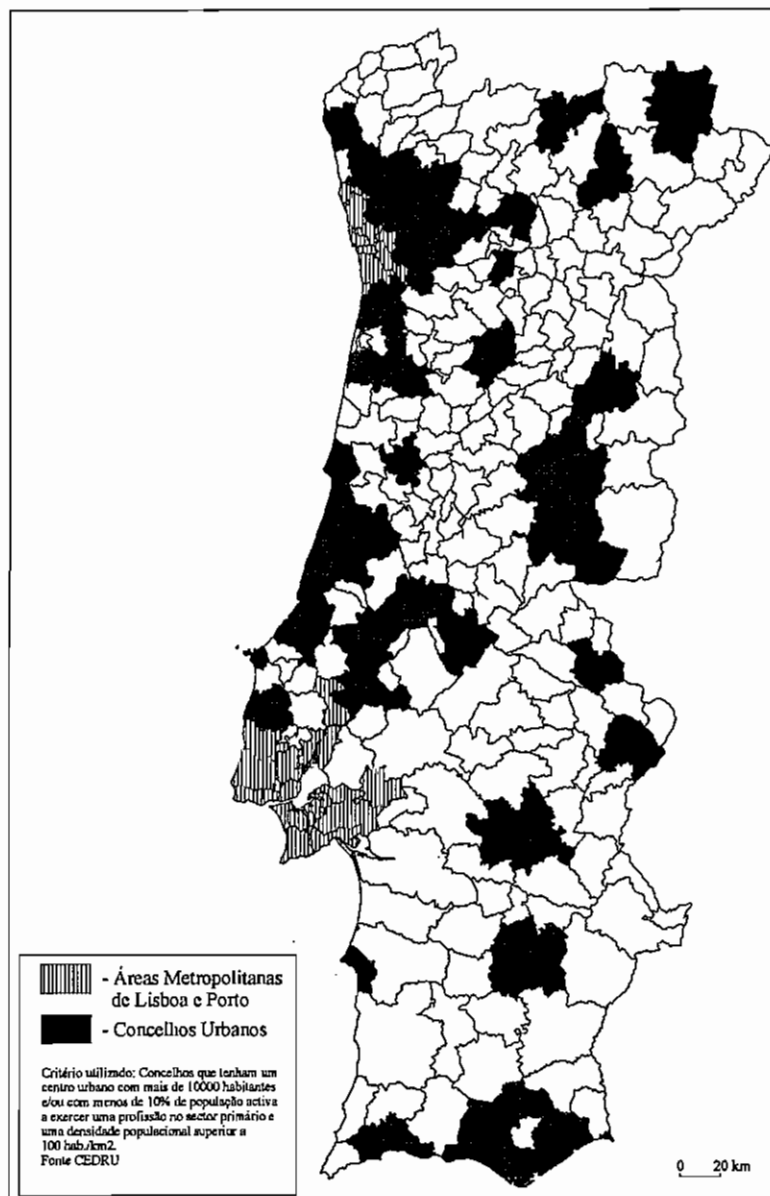 - Áreas Metropolitanas
de Lisboa e Porto
- Concelhos Urbanos
Critério utilizado: Concelhos que tenham um
centro urbano com mais de 10000 habitantes
e/ou com menos de 10% de população activa
a exercer uma profissão no sector primário e
uma densidade populacional superior a
100 hab./km2.
Fonte CEDRU
0 20 km